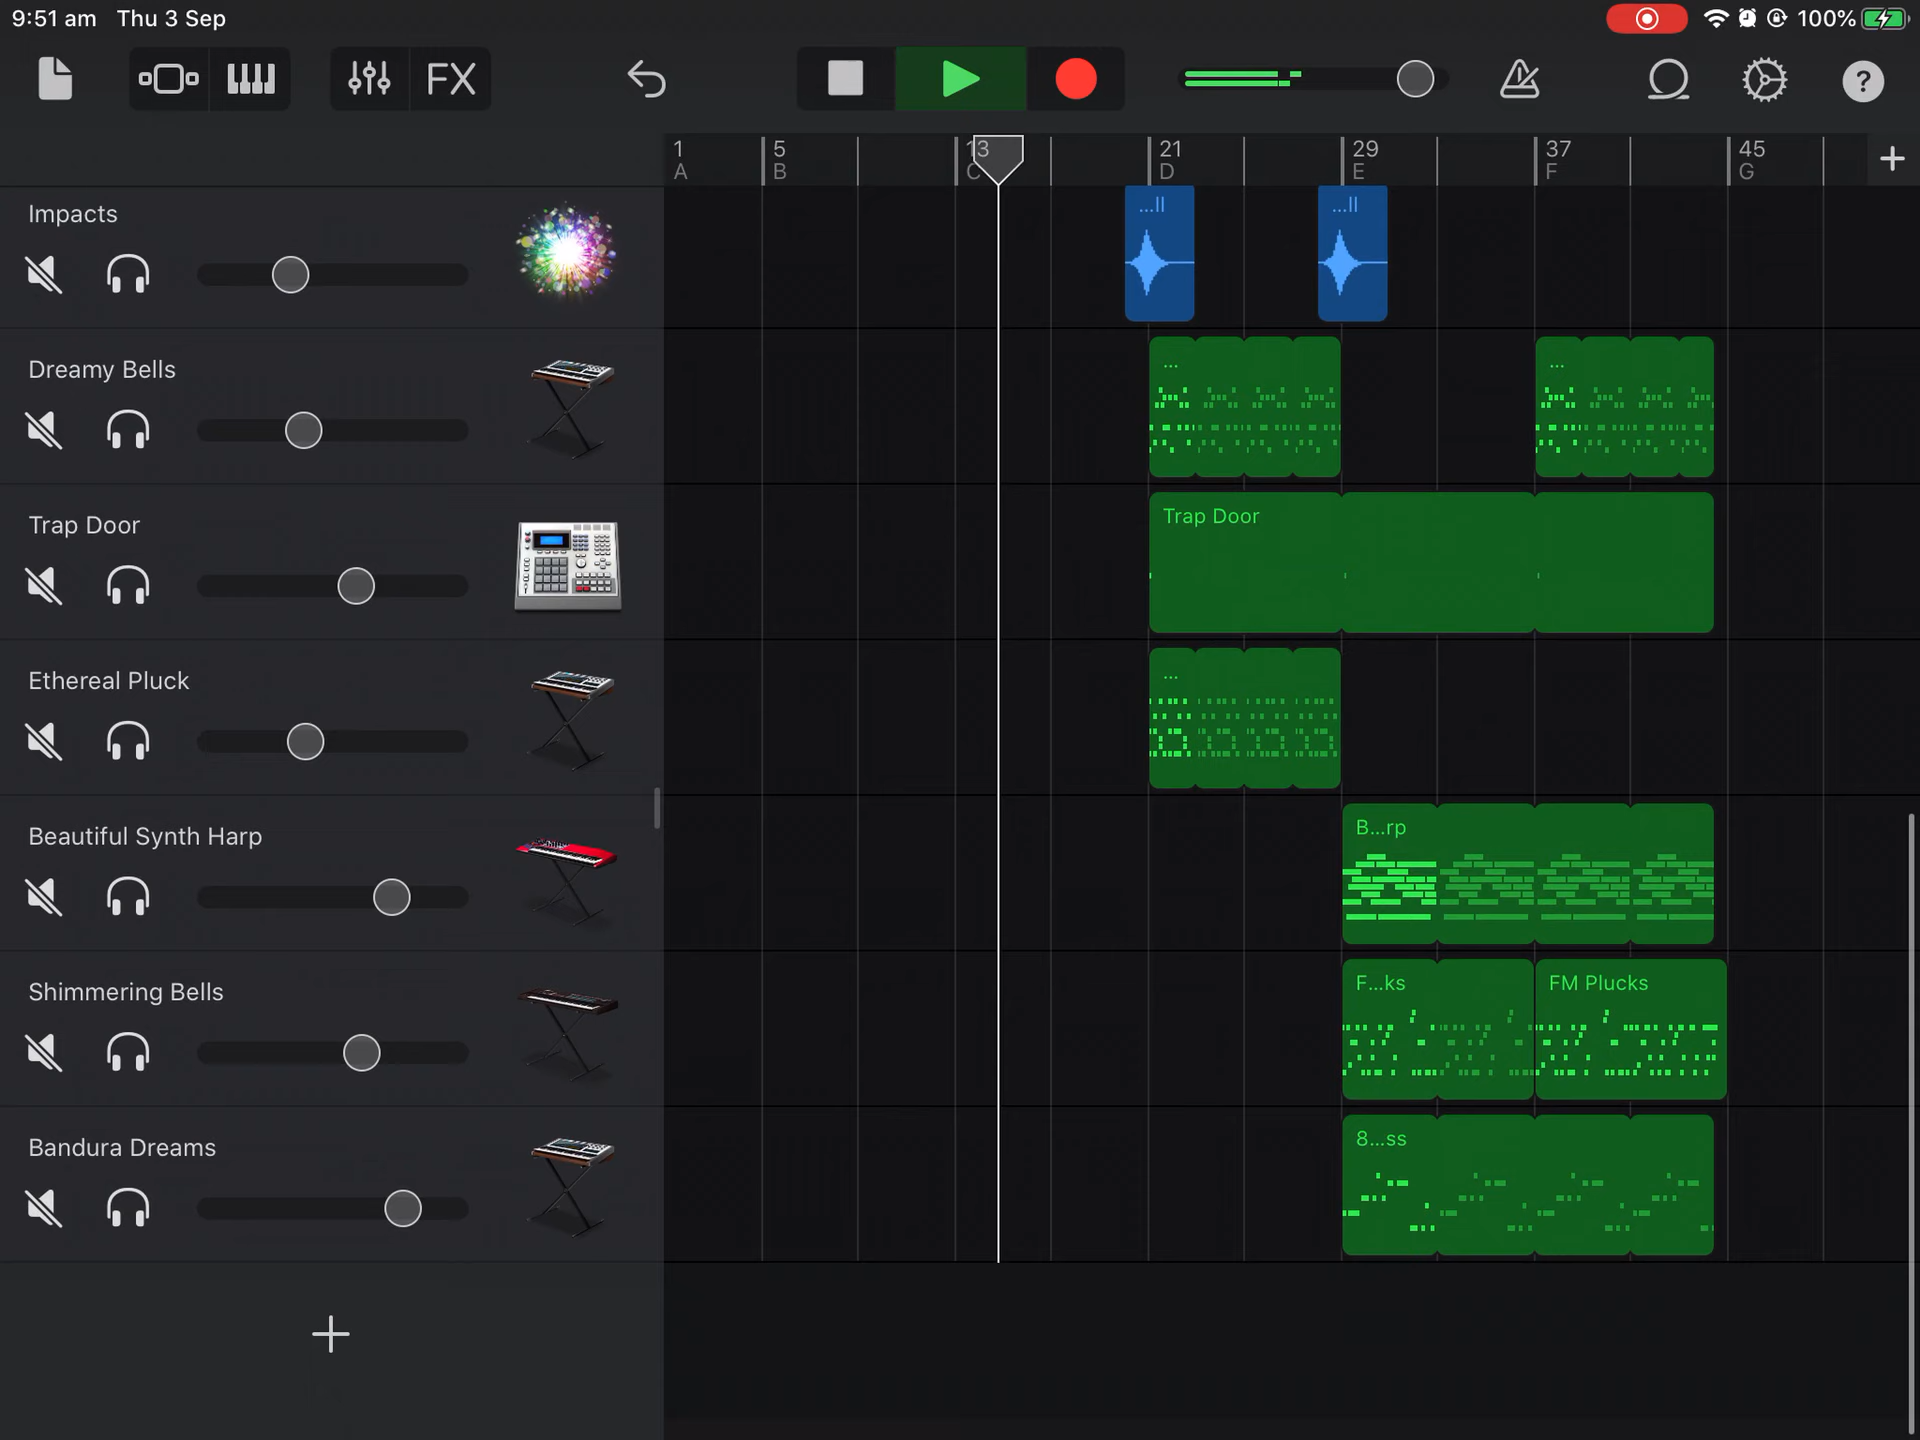 9:51 am Thu 3 Sep 100%
FX ?
1 5 13 21 29 37 45
A B C D E F G
Impacts
...ll ...ll
Dreamy Bells
... ...
Trap Door
Trap Door
Ethereal Pluck
...
Beautiful Synth Harp
B...rp
Shimmering Bells
F...ks FM Plucks
Bandura Dreams
8...ss